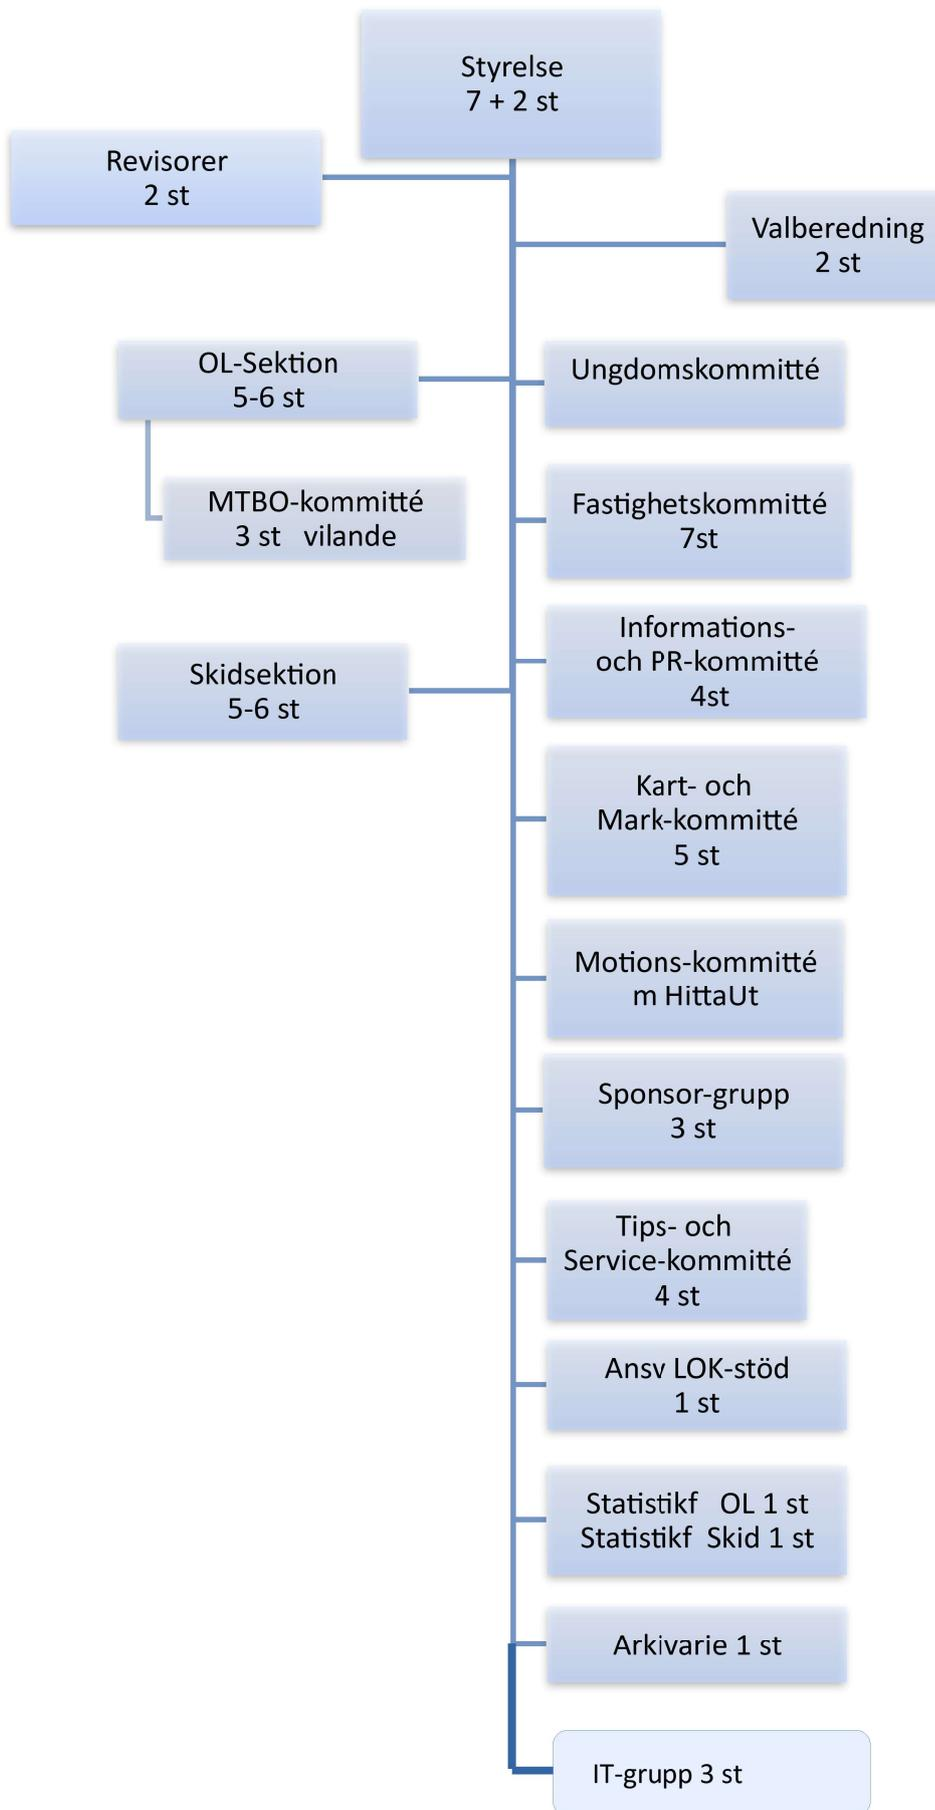 Styrelse
7 + 2 st
Revisorer
2 st
Valberedning
2 st
OL-Sektion
5-6 st
Ungdomskommitté
MTBO-kommitté
3 st vilande
Fastighetskommitté
7st
Informations-
och PR-kommitté
4st
Skidsektion
5-6 st
Kart- och
Mark-kommitté
5 st
Motions-kommitté
m HittaUt
Sponsor-grupp
3 st
Tips- och
Service-kommitté
4 st
Ansv LOK-stöd
1 st
Statistikf OL 1 st
Statistikf Skid 1 st
Arkivarie 1 st
IT-grupp 3 st